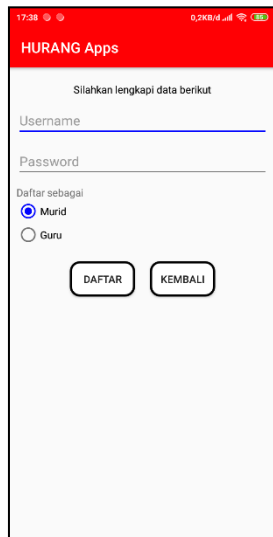 17:38 0,2KB/d
HURANG Apps
Silahkan lengkapi data berikut
Username
Password
Daftar sebagai
Murid
Guru
DAFTAR KEMBALI